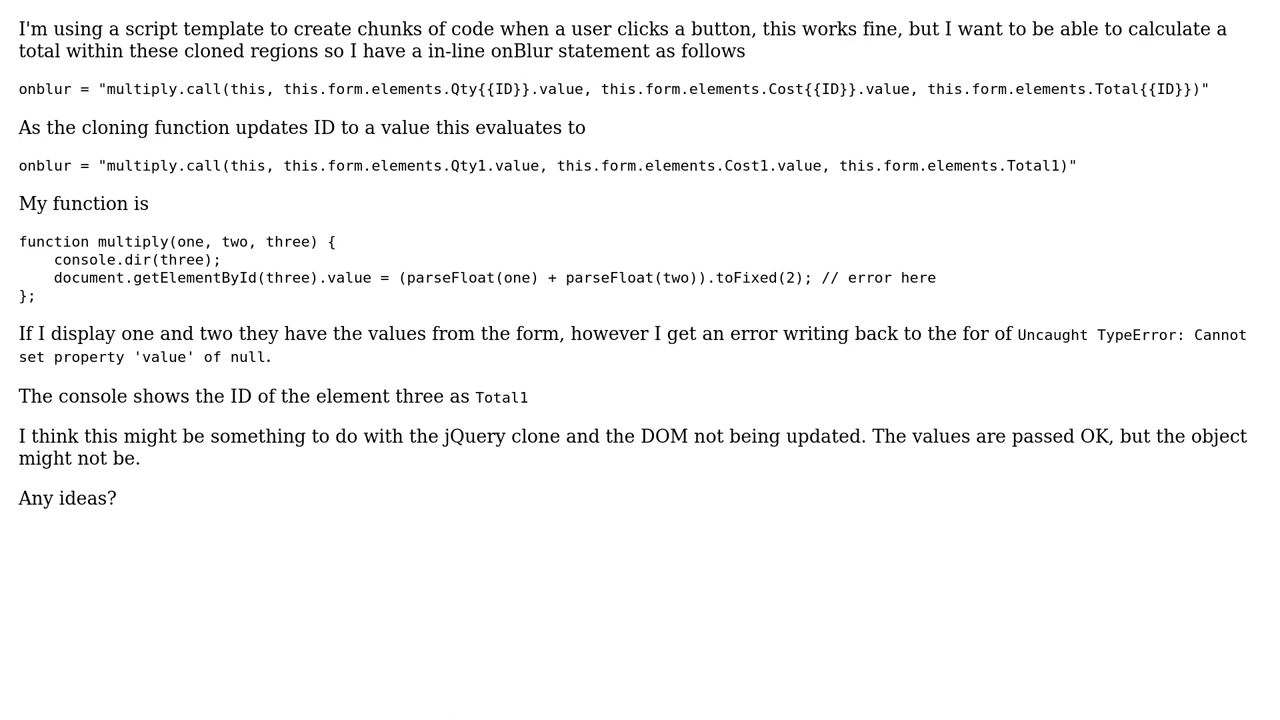 I'm using a script template to create chunks of code when a user clicks a button, this works fine, but I want to be able to calculate a
total within these cloned regions so I have a in-line onBlur statement as follows
onblur = "multiply.call(this, this.form.elements.Qty{{ID}}.value, this.form.elements.Cost{{ID}}.value, this.form.elements.Total{{ID}})"
As the cloning function updates ID to a value this evaluates to
onblur = "multiply.call(this, this.form.elements.Qty1.value, this.form.elements.Cost1.value, this.form.elements.Total1)"
My function is
function multiply(one, two, three) {
    console.dir(three);
    document.getElementById(three).value = (parseFloat(one) + parseFloat(two)).toFixed(2); // error here
};
If I display one and two they have the values from the form, however I get an error writing back to the for of Uncaught TypeError: Cannot
set property 'value' of null.
The console shows the ID of the element three as Total1
I think this might be something to do with the jQuery clone and the DOM not being updated. The values are passed OK, but the object
might not be.
Any ideas?